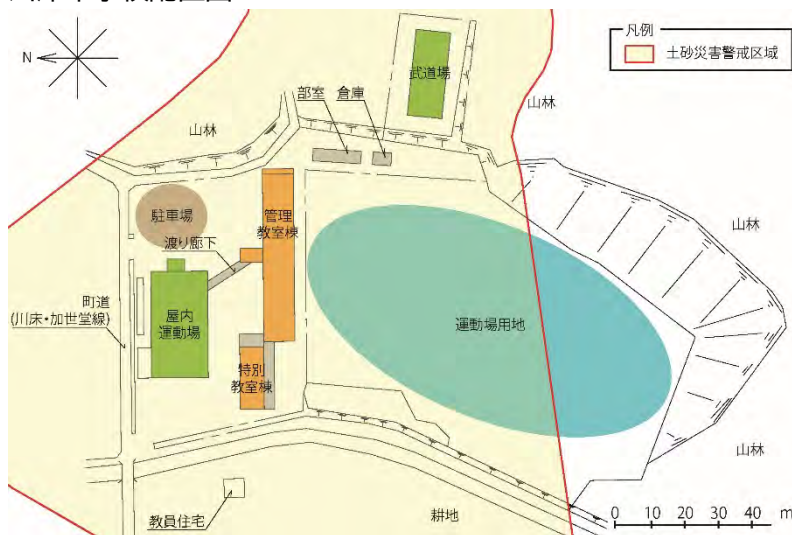 N
凡例
土砂災害警戒区域
武道場
部室
倉庫
山林
山林
駐車場
管理
教室棟
渡り廊下
山林
町道
(川床・加世堂線)
屋内
運動場
運動場用地
特別
教室棟
山林
教員住宅
耕地
0 10 20 30 40 m